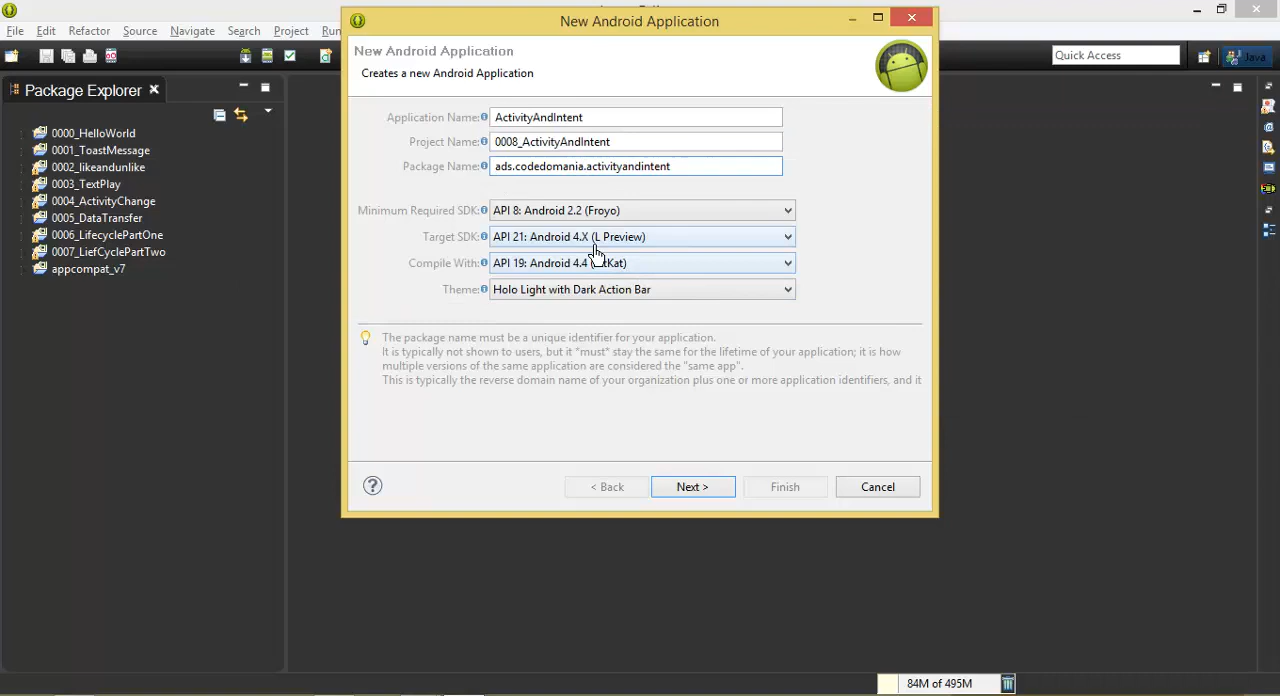 File Edit Refactor Source Navigate Search Project Run
Quick Access
Java
Package Explorer
0000_HelloWorld
0001_ToastMessage
0002_likeandunlike
0003_TextPlay
0004_ActivityChange
0005_DataTransfer
0006_LifecyclePartOne
0007_LiefCyclePartTwo
appcompat_v7
New Android Application
New Android Application
Creates a new Android Application
Application Name: ActivityAndIntent
Project Name: 0008_ActivityAndIntent
Package Name: ads.codedomania.activityandintent
Minimum Required SDK: API 8: Android 2.2 (Froyo)
Target SDK: API 21: Android 4.X (L Preview)
Compile With: API 19: Android 4.4
Theme: Holo Light with Dark Action Bar
The package name must be a unique identifier for your application.
It is typically not shown to users, but it *must* stay the same for the lifetime of your application; it is how
multiple versions of the same application are considered the "same app".
This is typically the reverse domain name of your organization plus one or more application identifiers, and it
? < Back Next > Finish Cancel
84M of 495M